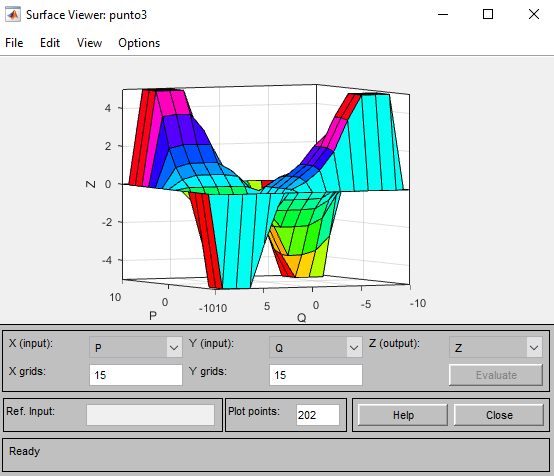 Surface Viewer: punto3
File Edit View Options
4
2
0
-2
-4
Z
10 0 -1010 5 0 -5 -10
P Q
X (input): P Y (input): Q Z (output): Z
X grids: 15 Y grids: 15 Evaluate
Ref. Input: Plot points: 202 Help Close
Ready